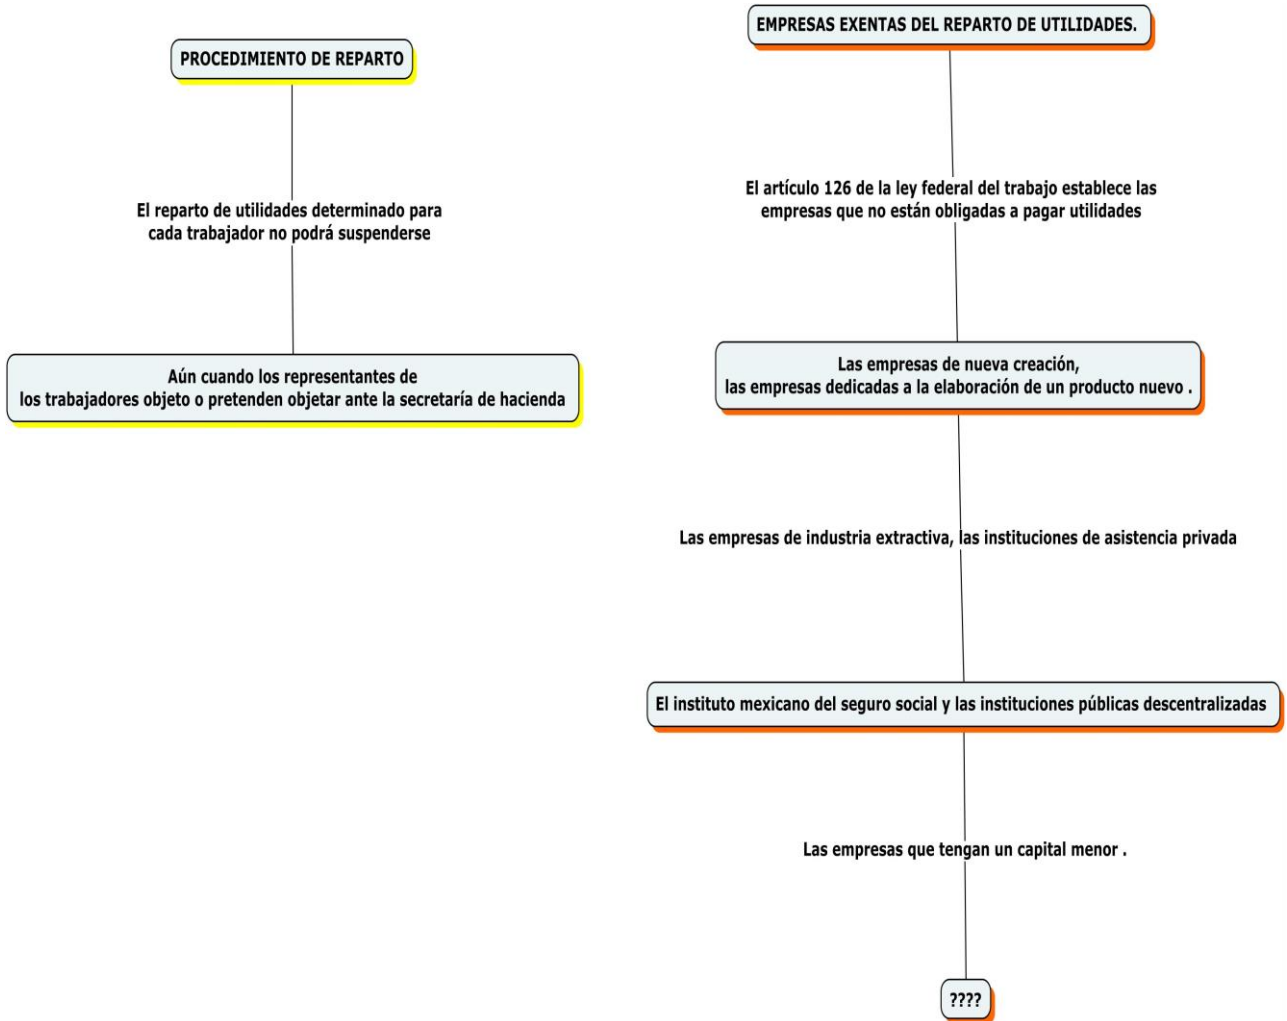 PROCEDIMIENTO DE REPARTO
El reparto de utilidades determinado para
cada trabajador no podrá suspenderse
Aún cuando los representantes de
los trabajadores objeto o pretenden objetar ante la secretaría de hacienda
EMPRESAS EXENTAS DEL REPARTO DE UTILIDADES.
El artículo 126 de la ley federal del trabajo establece las
empresas que no están obligadas a pagar utilidades
Las empresas de nueva creación,
las empresas dedicadas a la elaboración de un producto nuevo .
Las empresas de industria extractiva, las instituciones de asistencia privada
El instituto mexicano del seguro social y las instituciones públicas descentralizadas
Las empresas que tengan un capital menor .
????